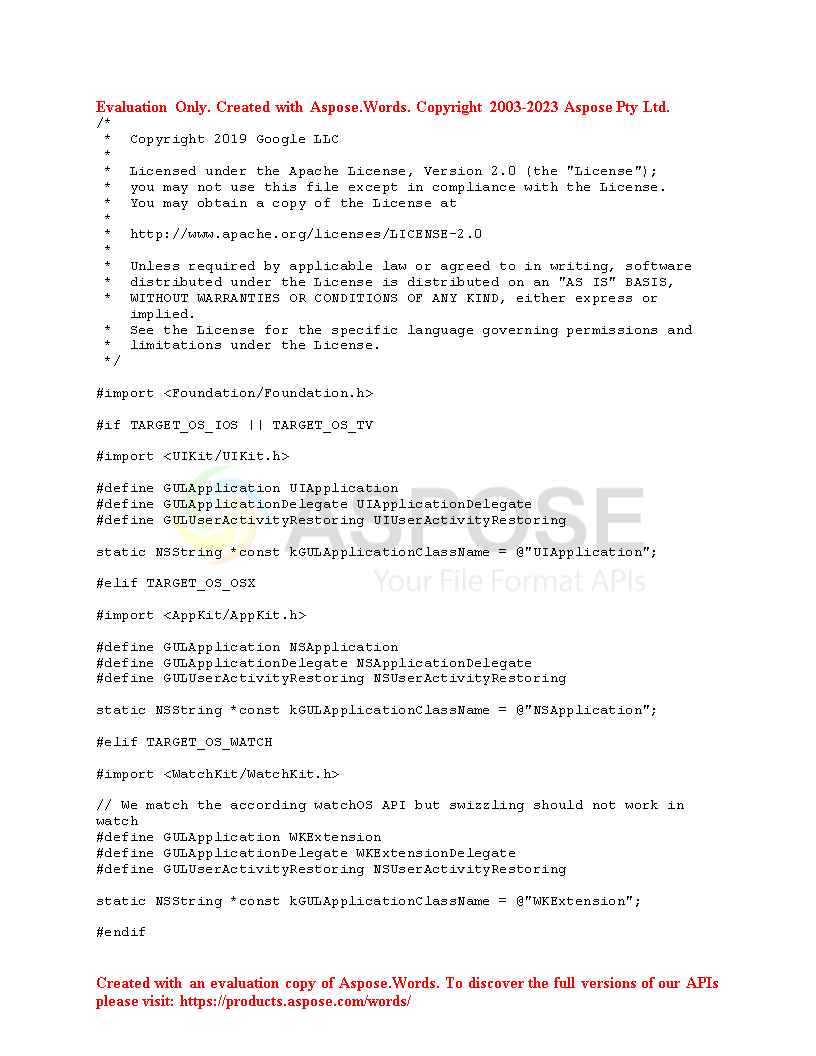 Evaluation Only. Created with Aspose.Words. Copyright 2003-2023 Aspose Pty Ltd.
/*
 *  Copyright 2019 Google LLC
 *
 *  Licensed under the Apache License, Version 2.0 (the "License");
 *  you may not use this file except in compliance with the License.
 *  You may obtain a copy of the License at
 *
 *  http://www.apache.org/licenses/LICENSE-2.0
 *
 *  Unless required by applicable law or agreed to in writing, software
 *  distributed under the License is distributed on an "AS IS" BASIS,
 *  WITHOUT WARRANTIES OR CONDITIONS OF ANY KIND, either express or
    implied.
 *  See the License for the specific language governing permissions and
 *  limitations under the License.
 */
#import <Foundation/Foundation.h>
#if TARGET_OS_IOS || TARGET_OS_TV
#import <UIKit/UIKit.h>
#define GULApplication UIApplication
#define GULApplicationDelegate UIApplicationDelegate
#define GULUserActivityRestoring UIUserActivityRestoring
ASPOSE
static NSString *const kGULApplicationClassName = @"UIApplication";
Your File Format APIs
#elif TARGET_OS_OSX
#import <AppKit/AppKit.h>
#define GULApplication NSApplication
#define GULApplicationDelegate NSApplicationDelegate
#define GULUserActivityRestoring NSUserActivityRestoring
static NSString *const kGULApplicationClassName = @"NSApplication";
#elif TARGET_OS_WATCH
#import <WatchKit/WatchKit.h>
// We match the according watchOS API but swizzling should not work in
watch
#define GULApplication WKExtension
#define GULApplicationDelegate WKExtensionDelegate
#define GULUserActivityRestoring NSUserActivityRestoring
static NSString *const kGULApplicationClassName = @"WKExtension";
#endif
Created with an evaluation copy of Aspose.Words. To discover the full versions of our APIs
please visit: https://products.aspose.com/words/